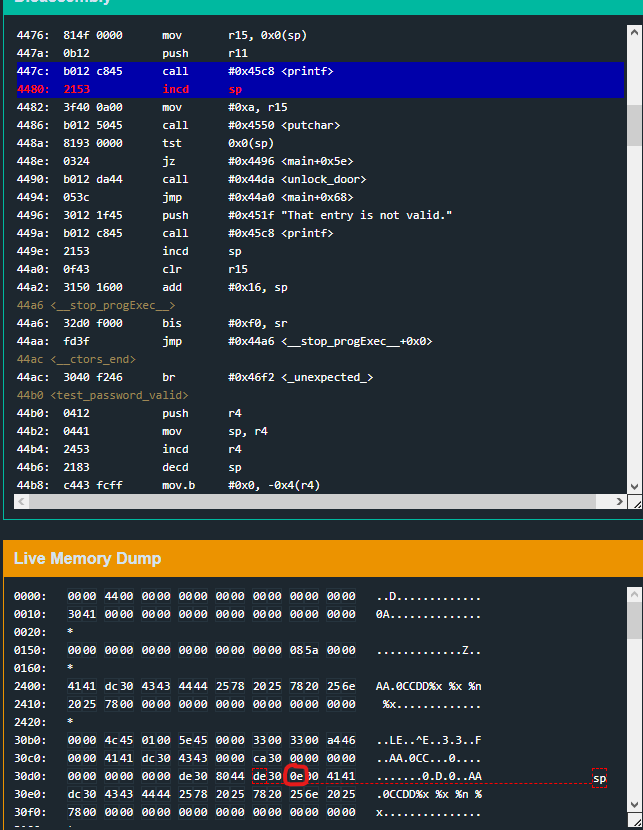 Disassembly
4476: 814f 0000 mov r15, 0x0(sp)
447a: 0b12 push r11
447c: b012 c845 call #0x45c8 <printf>
4480: 2153 incd sp
4482: 3f40 0a00 mov #0xa, r15
4486: b012 5045 call #0x4550 <putchar>
448a: 8193 0000 tst 0x0(sp)
448e: 0324 jz #0x4496 <main+0x5e>
4490: b012 da44 call #0x44da <unlock_door>
4494: 053c jmp #0x44a0 <main+0x68>
4496: 3012 1f45 push #0x451f "That entry is not valid."
449a: b012 c845 call #0x45c8 <printf>
449e: 2153 incd sp
44a0: 0f43 clr r15
44a2: 3150 1600 add #0x16, sp
44a6 <__stop_progExec__>
44a6: 32d0 f000 bis #0xf0, sr
44aa: fd3f jmp #0x44a6 <__stop_progExec__+0x0>
44ac <__ctors_end>
44ac: 3040 f246 br #0x46f2 <_unexpected_>
44b0 <test_password_valid>
44b0: 0412 push r4
44b2: 0441 mov sp, r4
44b4: 2453 incd r4
44b6: 2183 decd sp
44b8: c443 fcff mov.b #0x0, -0x4(r4)
Live Memory Dump
0000: 0000 4400 0000 0000 0000 0000 0000 0000 ..D.............
0010: 3041 0000 0000 0000 0000 0000 0000 0000 0A..............
0020: *
0150: 0000 0000 0000 0000 0000 0000 085a 0000 .............Z..
0160: *
2400: 4141 dc30 4343 4444 2578 2025 7820 256e AA.0CCDD%x %x %n
2410: 2025 7800 0000 0000 0000 0000 0000 0000 %x.............
2420: *
30b0: 0000 4c45 0100 5e45 0000 3300 3300 a446 ..LE..^E..3.3..F
30c0: 0000 4141 dc30 4343 0000 ca30 0000 0000 ..AA.0CC...0....
30d0: 0000 0000 0000 de30 8044 de30 0e00 4141 .......0.D.0..AA sp
30e0: dc30 4343 4444 2578 2025 7820 256e 2025 .0CCDD%x %x %n %
30f0: 7800 0000 0000 0000 0000 0000 0000 0000 x...............